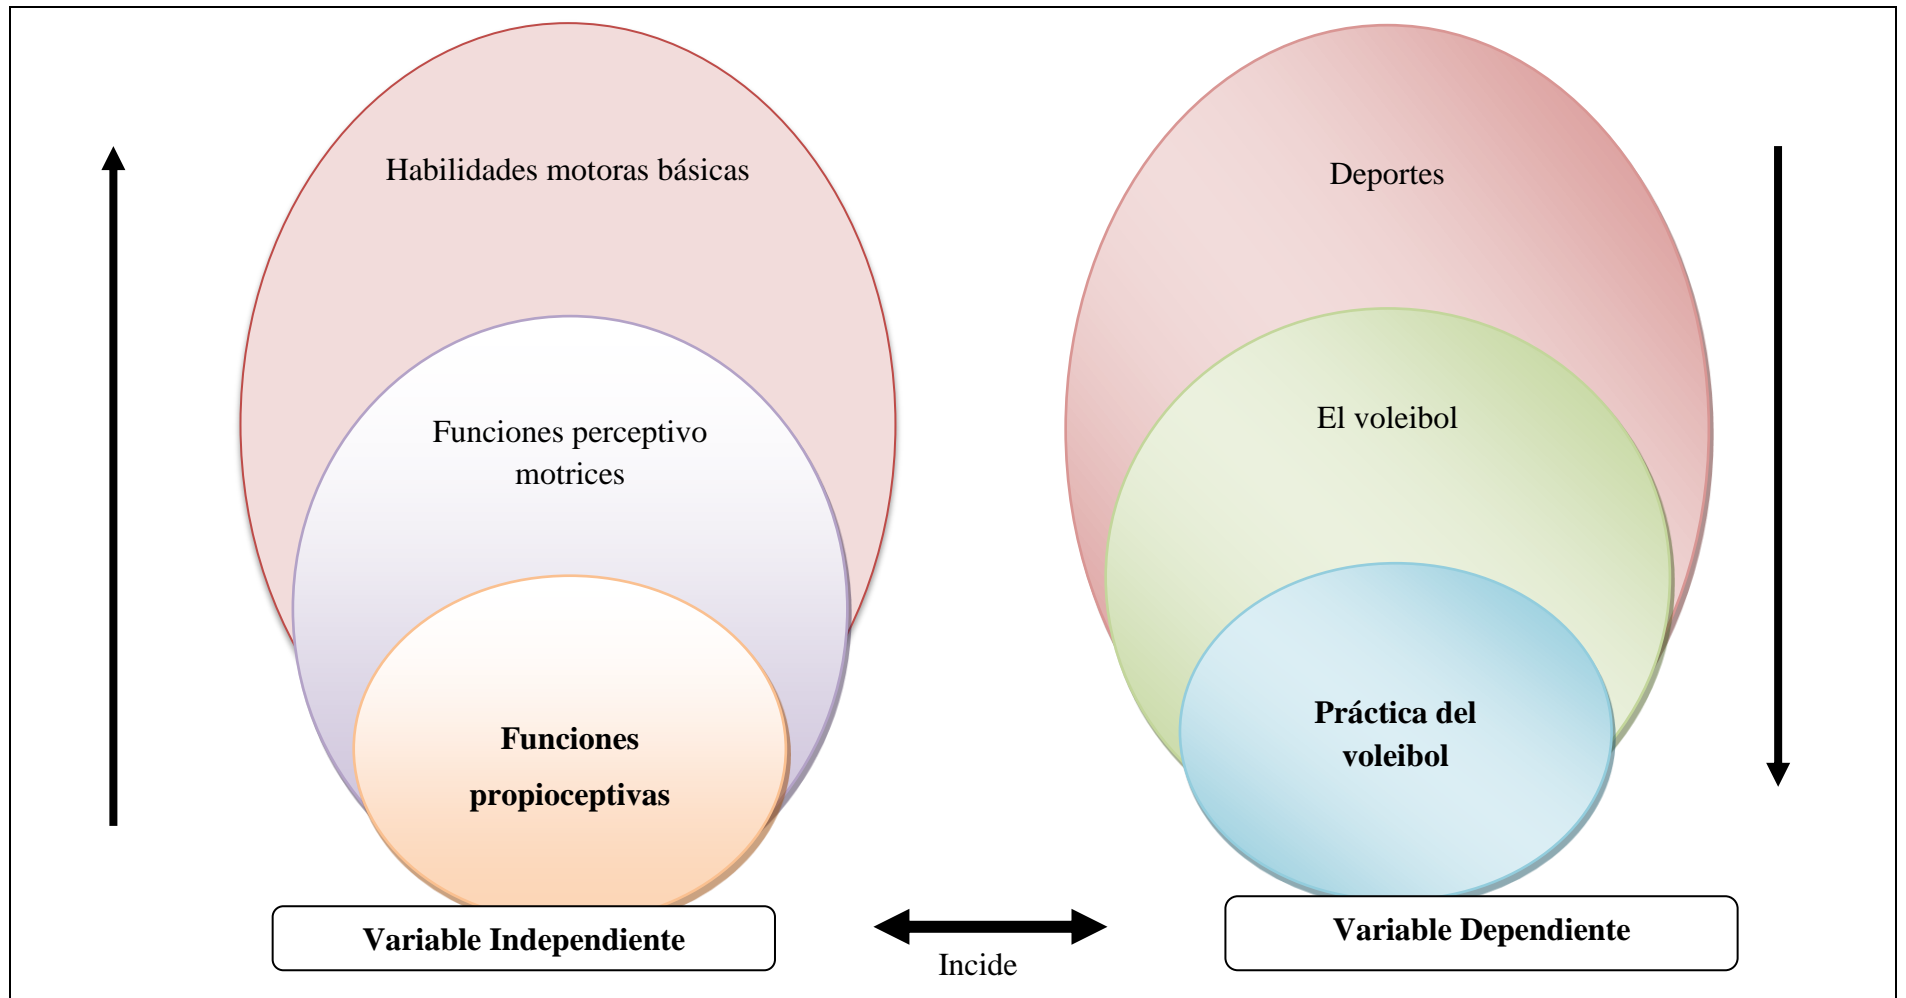 Habilidades motoras básicas
Funciones perceptivo
motrices
Funciones
propioceptivas
Variable Independiente
Incide
Deportes
El voleibol
Práctica del
voleibol
Variable Dependiente